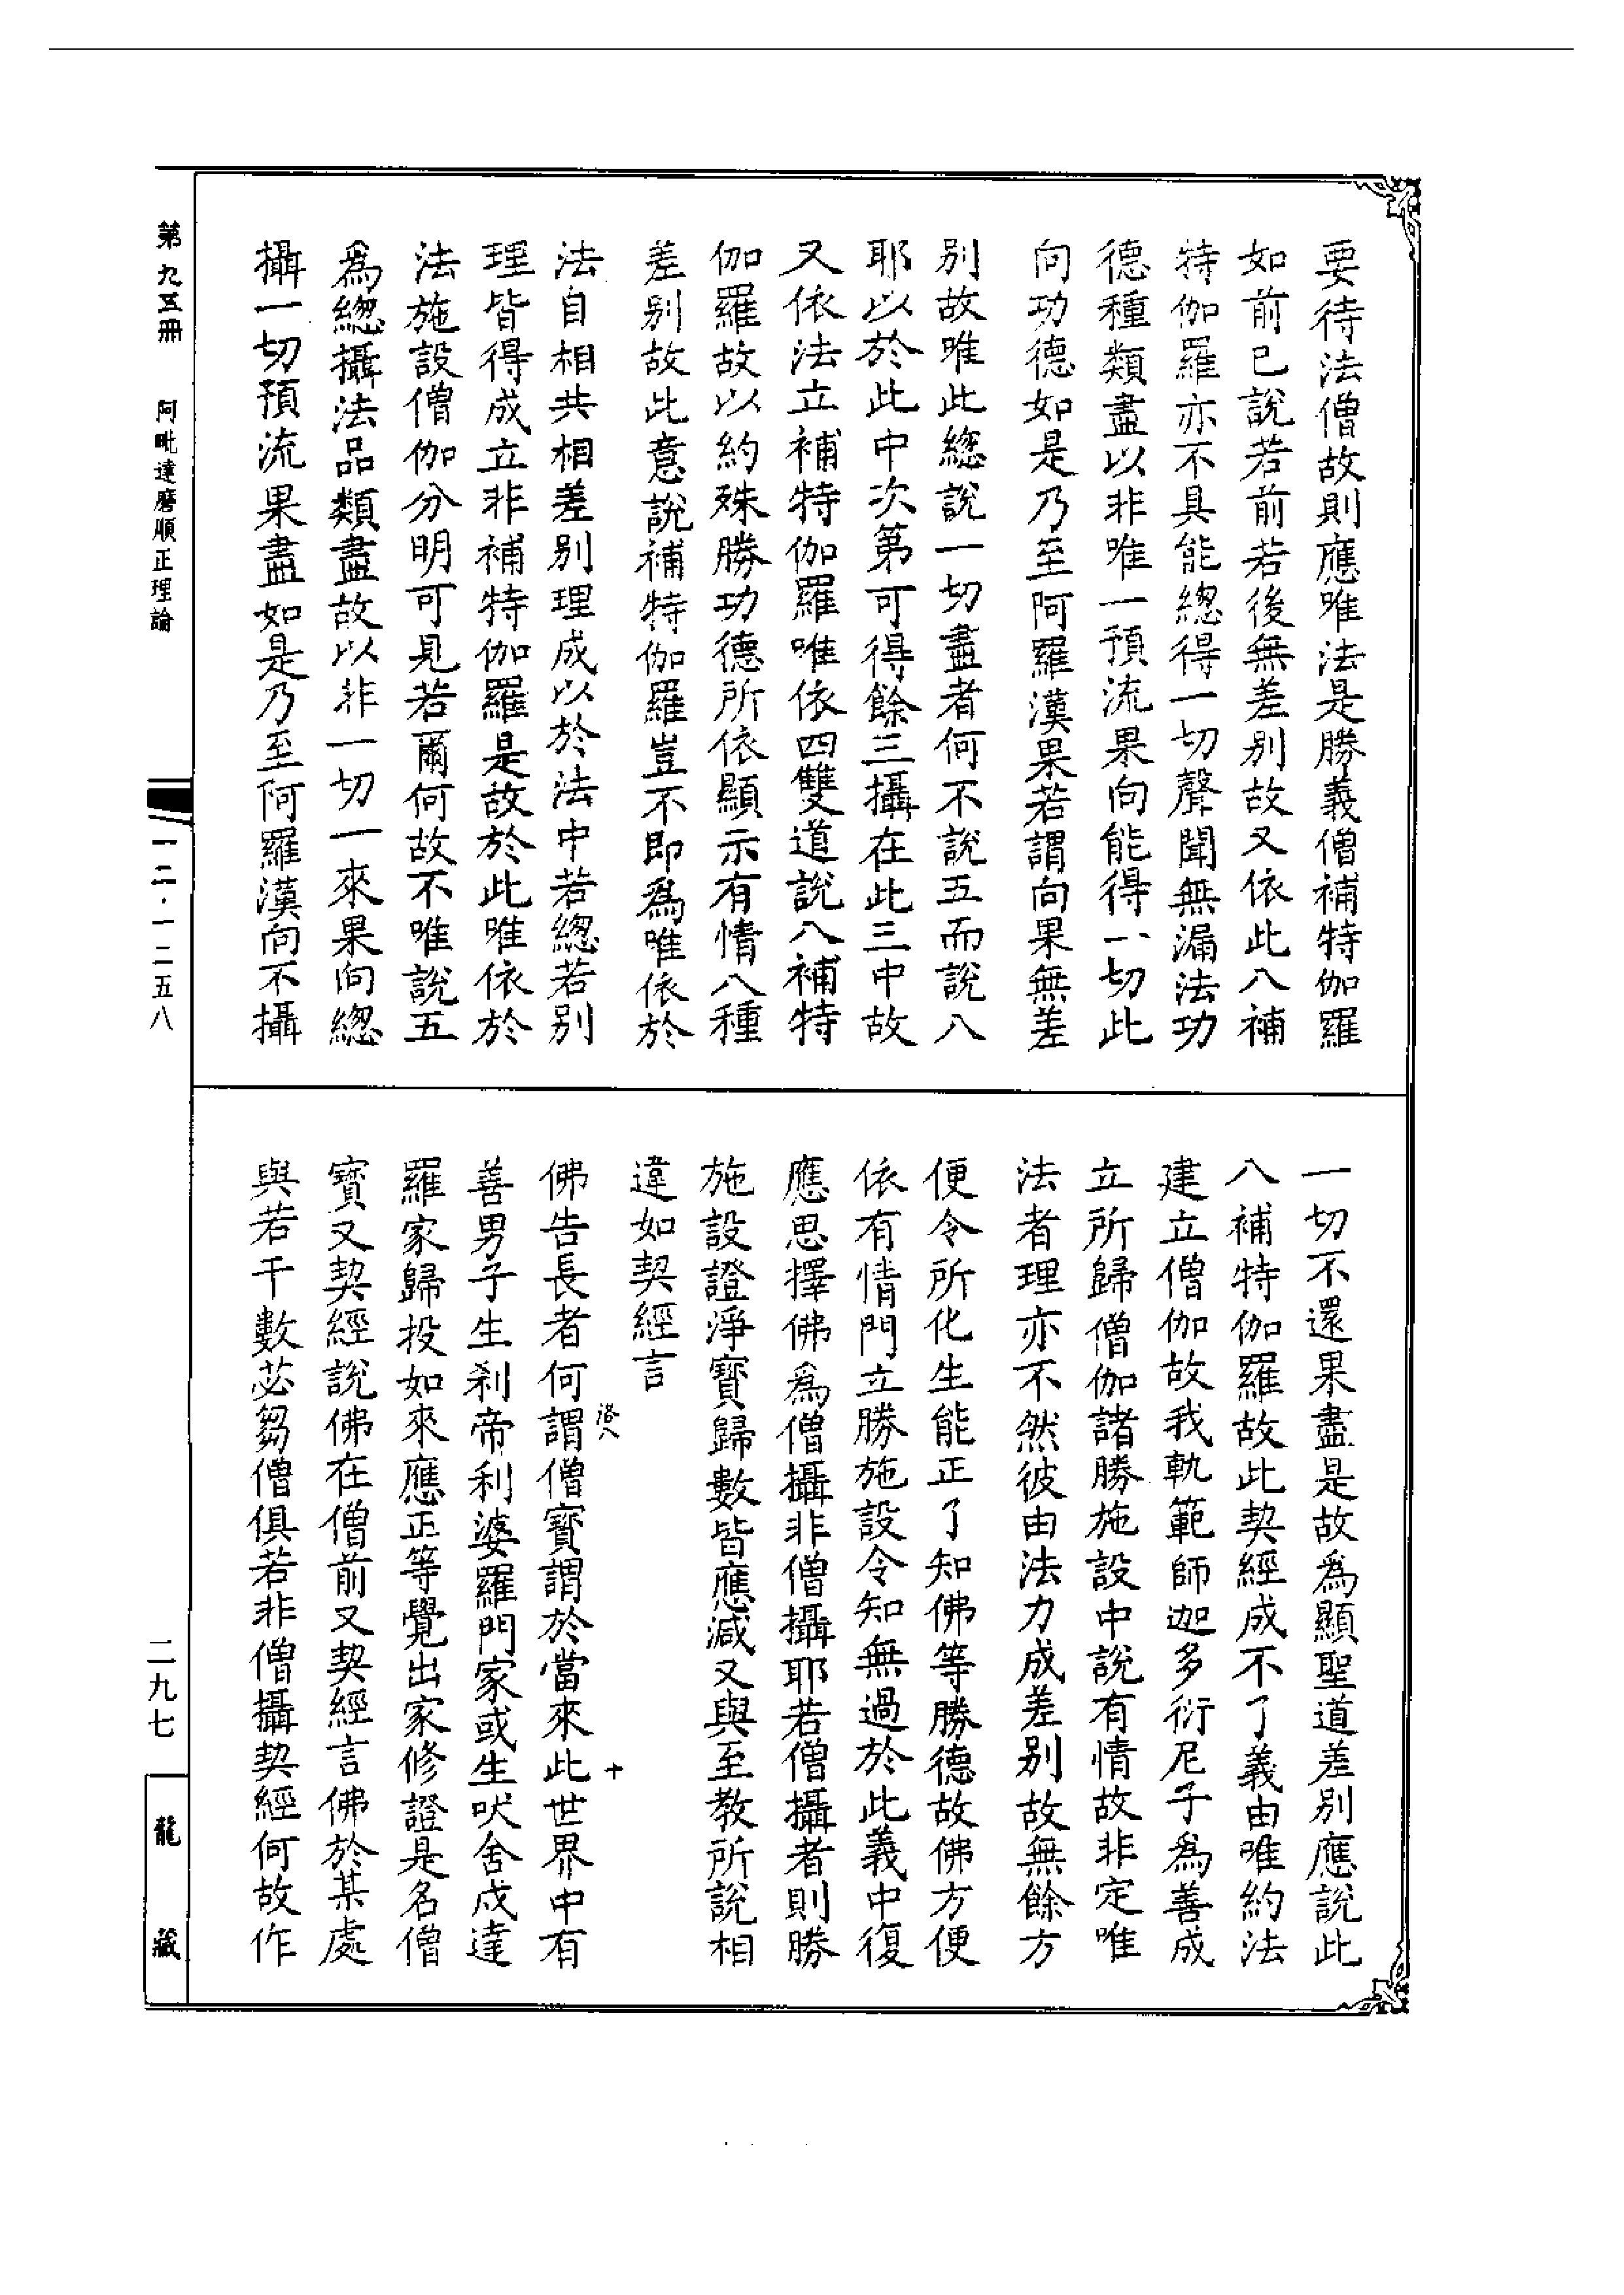 要待法僧故則應唯法是勝義僧補特伽羅
如前已說若前若後無差別故又依此八補
特伽羅亦不具能總得一切聲聞無漏法功
德種類盡以非唯一預流果向能得一切此
向功德如是乃至阿羅漢果若謂向果無差
別故唯此總說一切盡者何不說五而說八
耶以於此中次第可得餘三攝在此三中故
又依法立補特伽羅唯依四雙道說八補特
伽羅故以約殊勝功德所依顯示有情八種
差別故此意說補特伽羅豈不即爲唯依於
法自相共相差別理成以於法中若總若別
理皆得成立非補特伽羅是故於此唯依於
法施設僧伽分明可見若爾何故不唯說五
爲總攝法品類盡故以非一切一來果向總
攝一切預流果盡如是乃至阿羅漢向不攝
一切不還果盡是故爲顯聖道差別應說此
八補特伽羅故此契經成不了義由唯約法
建立僧伽故我軌範師迦多衍尼子爲善成
立所歸僧伽諸勝施設中說有情故非定唯
法者理亦不然彼由法力成差別故無餘方
便令所化生能正了知佛等勝德故佛方便
依有情門立勝施設令知無過於此義中復
應思擇佛爲僧攝非僧攝耶若僧攝者則勝
施設證淨寶歸數皆應減又與至教所說相
違如契經言
佛告長者何謂僧寶謂於當來此世界中有
善男子生剎帝利婆羅門家或生吠舍戍達
羅家歸投如來應正等覺出家修證是名僧
寶又契經說佛在僧前又契經言佛於某處
與若干數苾芻僧俱若非僧攝契經何故作
第九五冊 阿毗達磨順正理論
一二·一二五八
二九七
龍藏
十